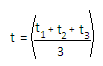 t = ( (t₁ + t₂ + t₃) / 3 )